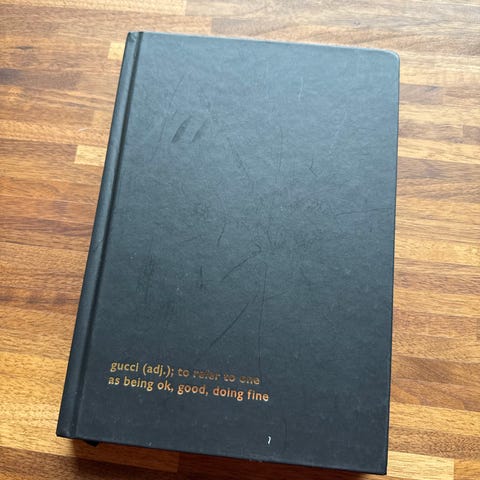 gucci (adj.); to refer to one
as being ok, good, doing fine